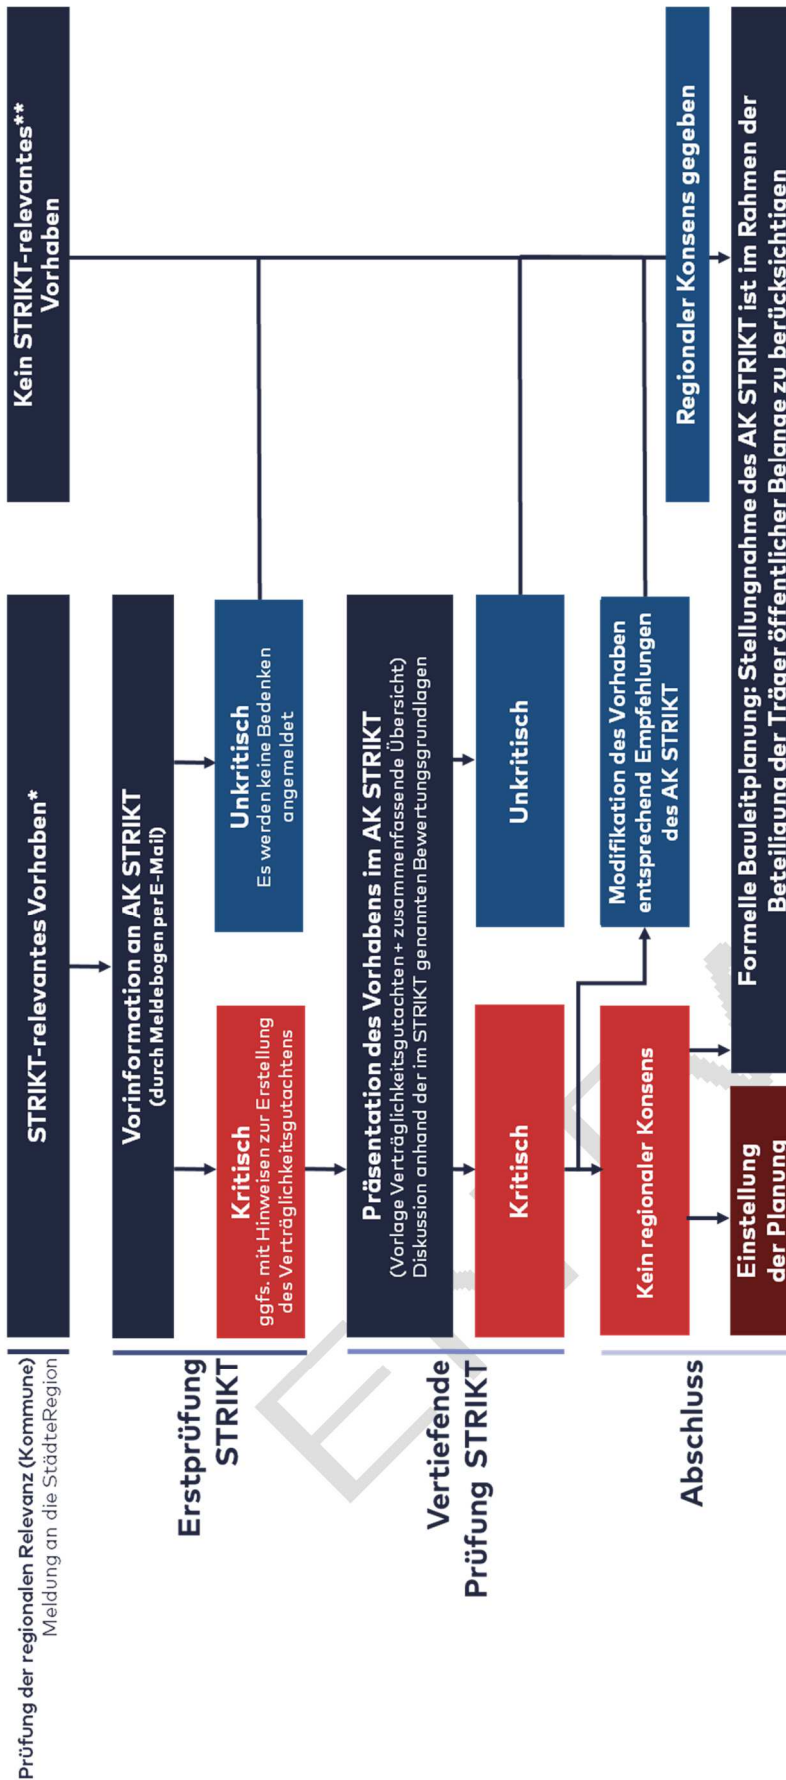 Prüfung der regionalen Relevanz (Kommune)
Meldung an die StädteRegion
STRIKT-relevantes Vorhaben*
Kein STRIKT-relevantes**
Vorhaben
Erstprüfung
STRIKT
Vorinformation an AK STRIKT
(durch Meldebogen per E-Mail)
Kritisch
ggfs. mit Hinweisen zur Erstellung
des Verträglichkeitsgutachtens
Unkritisch
Es werden keine Bedenken
angemeldet
Vertiefende
Prüfung STRIKT
Präsentation des Vorhabens im AK STRIKT
(Vorlage Verträglichkeitsgutachten + zusammenfassende Übersicht)
Diskussion anhand der im STRIKT genannten Bewertungsgrundlagen
Kritisch
Unkritisch
Abschluss
Kein regionaler Konsens
Modifikation des Vorhaben
entsprechend Empfehlungen
des AK STRIKT
Regionaler Konsens gegeben
Einstellung
der Planung
Formelle Bauleitplanung: Stellungnahme des AK STRIKT ist im Rahmen der
Beteiligung der Träger öffentlicher Belange zu berücksichtigen